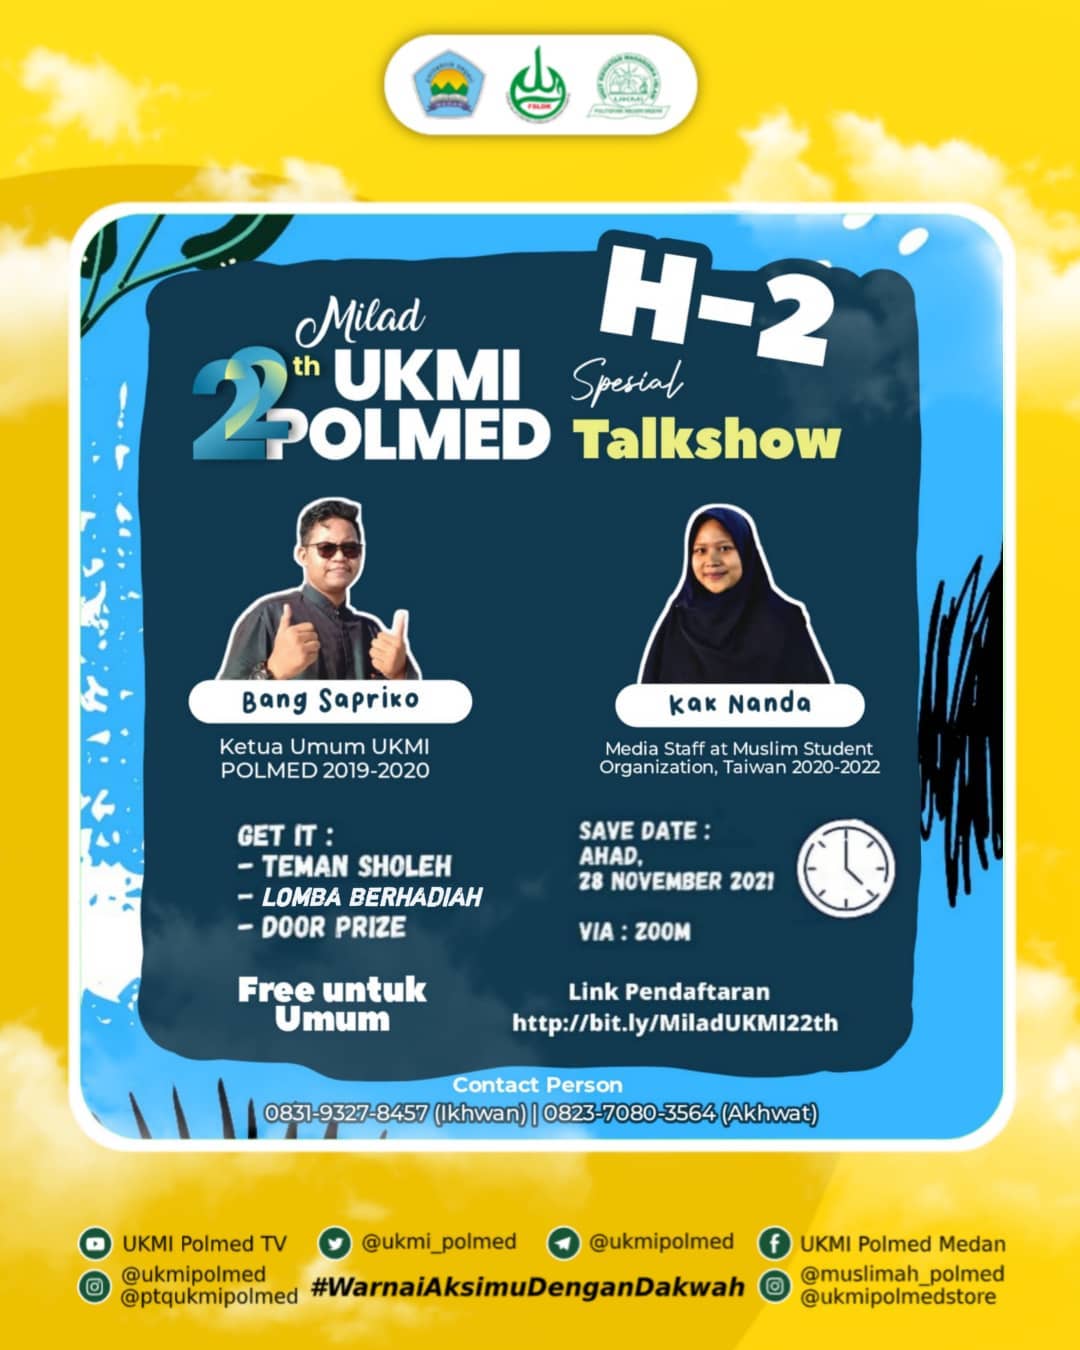 FSLDK
H-2
Milad
22th UKMI
POLMED
Spesial
Talkshow
Bang Sapriko
Ketua Umum UKMI
POLMED 2019-2020
Kak Nanda
Media Staff at Muslim Student
Organization, Taiwan 2020-2022
GET IT :
- TEMAN SHOLEH
- LOMBA BERHADIAH
- DOOR PRIZE
SAVE DATE :
AHAD,
28 NOVEMBER 2021
VIA : ZOOM
Free untuk
Umum
Link Pendaftaran
http://bit.ly/MiladUKMI22th
Contact Person
0831-9327-8457 (Ikhwan) | 0823-7080-3564 (Akhwat)
UKMI Polmed TV
@ukmi_polmed
@ukmipolmed
UKMI Polmed Medan
@ukmipolmed
@ptqukmipolmed
#WarnaiAksimuDenganDakwah
@muslimah_polmed
@ukmipolmedstore